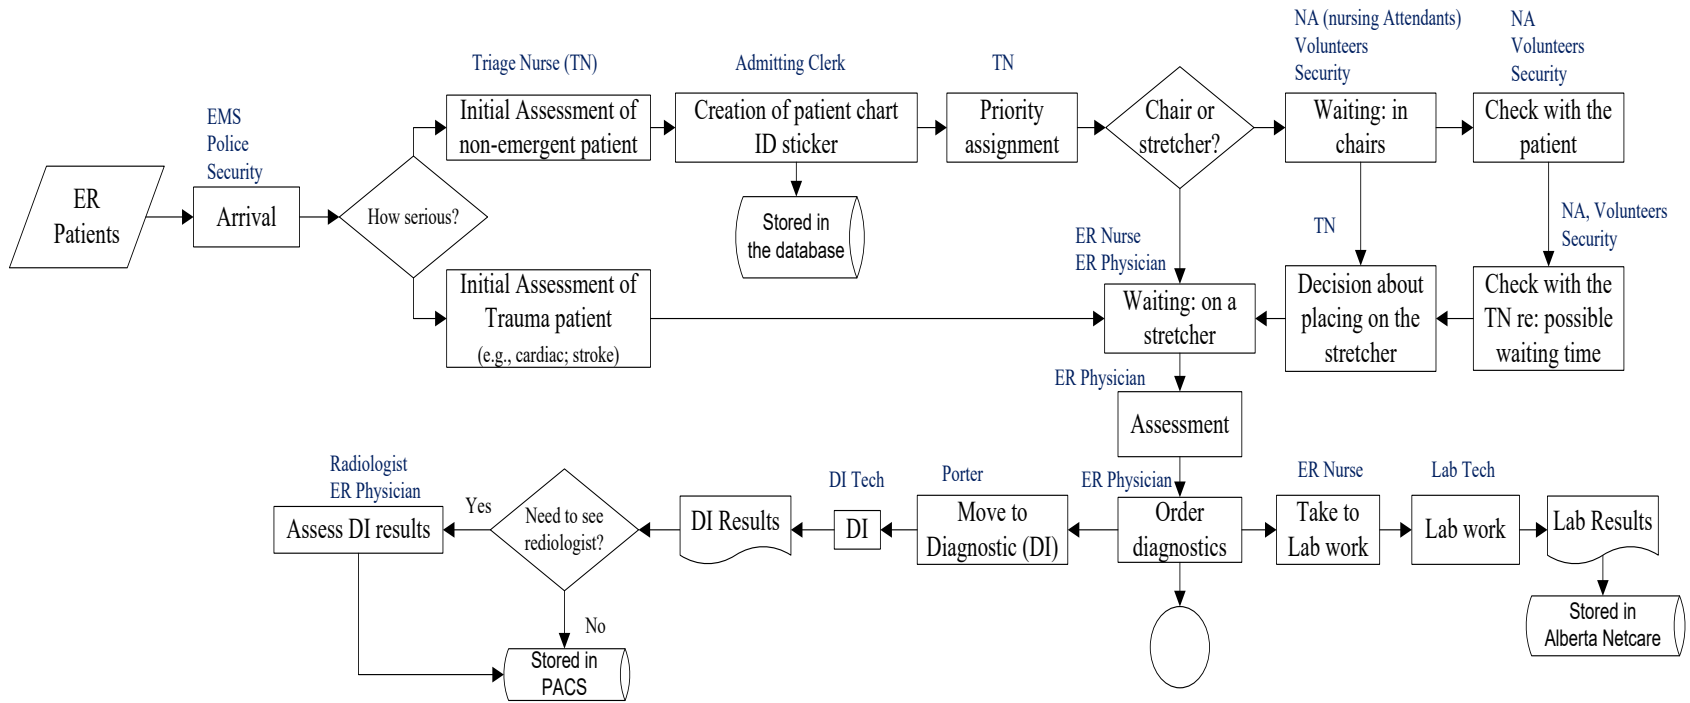 NA (nursing Attendants)
Volunteers
Security
NA
Volunteers
Security
Triage Nurse (TN)
Admitting Clerk
TN
EMS
Police
Security
Initial Assessment of
non-emergent patient
Creation of patient chart
ID sticker
Priority
assignment
Chair or
stretcher?
Waiting: in
chairs
Check with the
patient
ER
Patients
Arrival
How serious?
Stored in
the database
ER Nurse
ER Physician
TN
NA, Volunteers
Security
Initial Assessment of
Trauma patient
(e.g., cardiac; stroke)
Waiting: on a
stretcher
Decision about
placing on the
stretcher
Check with the
TN re: possible
waiting time
ER Physician
Assessment
Radiologist
ER Physician
Yes
DI Tech
Porter
ER Physician
ER Nurse
Lab Tech
Assess DI results
Need to see
rediologist?
DI Results
DI
Move to
Diagnostic (DI)
Order
diagnostics
Take to
Lab work
Lab work
Lab Results
No
Stored in
PACS
Stored in
Alberta Netcare